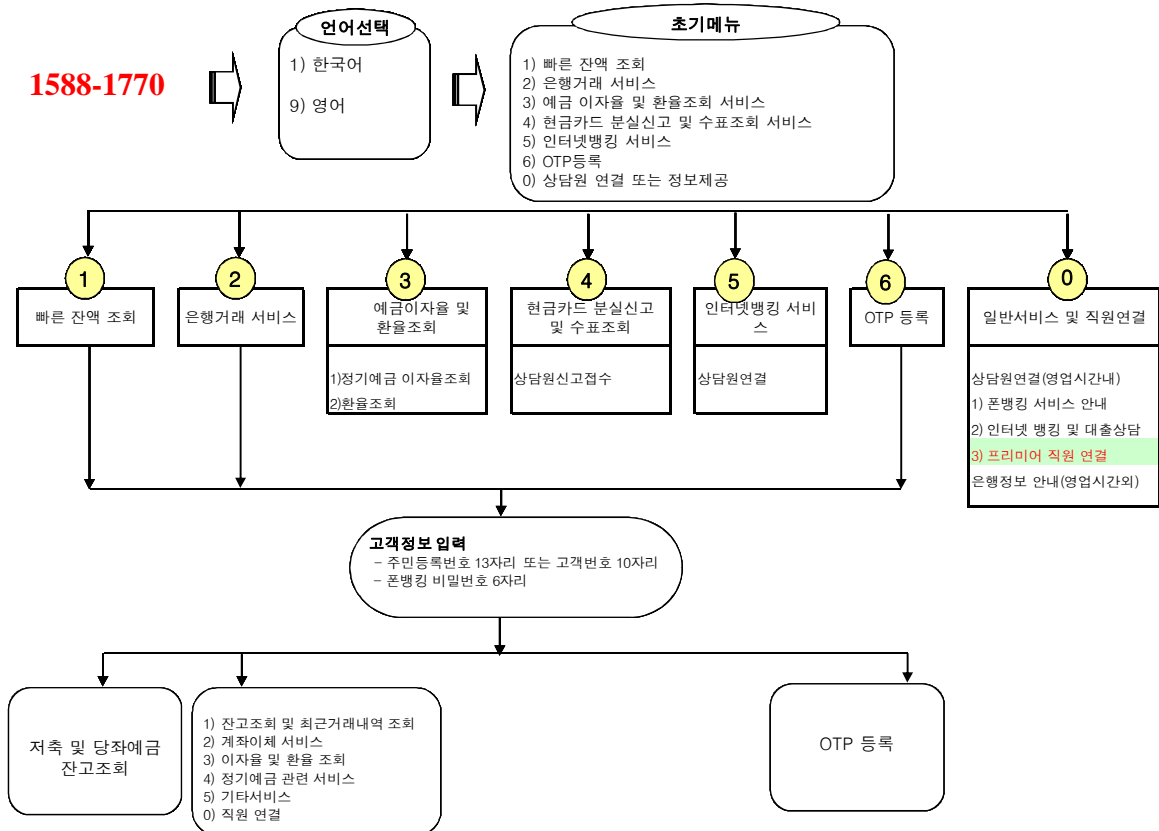 언어선택
초기메뉴
1588-1770
1) 한국어
9) 영어
1) 빠른 잔액 조회
2) 은행거래 서비스
3) 예금 이자율 및 환율조회 서비스
4) 현금카드 분실신고 및 수표조회 서비스
5) 인터넷뱅킹 서비스
6) OTP등록
0) 상담원 연결 또는 정보제공
1
빠른 잔액 조회
2
은행거래 서비스
3
예금이자율 및
환율조회
1)정기예금 이자율조회
2)환율조회
4
현금카드 분실신고
및 수표조회
상담원신고접수
5
인터넷뱅킹 서비
스
상담원연결
6
OTP 등록
0
일반서비스 및 직원연결
상담원연결(영업시간내)
1) 폰뱅킹 서비스 안내
2) 인터넷 뱅킹 및 대출상담
3) 프리미어 직원 연결
은행정보 안내(영업시간외)
고객정보 입력
– 주민등록번호 13자리 또는 고객번호 10자리
– 폰뱅킹 비밀번호 6자리
저축 및 당좌예금
잔고조회
1) 잔고조회 및 최근거래내역 조회
2) 계좌이체 서비스
3) 이자율 및 환율 조회
4) 정기예금 관련 서비스
5) 기타서비스
0) 직원 연결
OTP 등록